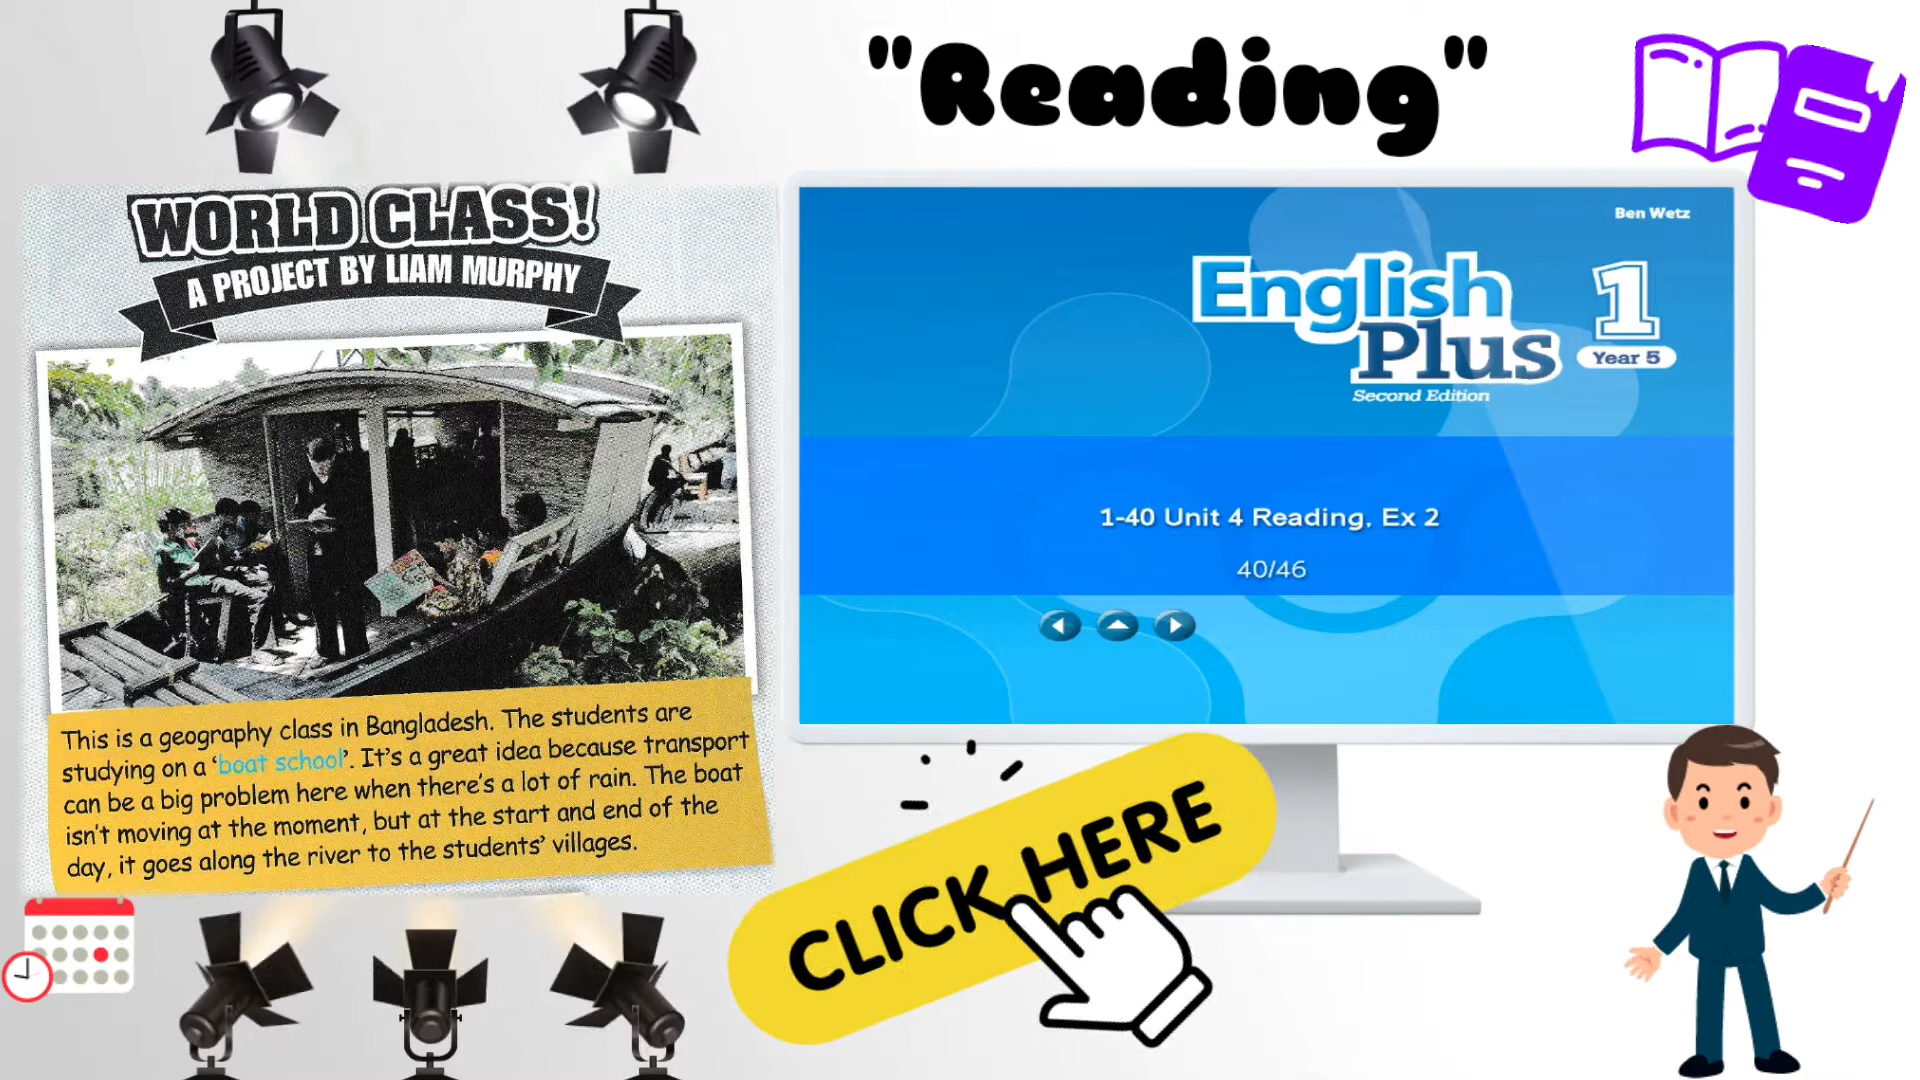 "Reading"
WORLD CLASS!
A PROJECT BY LIAM MURPHY
This is a geography class in Bangladesh. The students are
studying on a ‘boat school’. It’s a great idea because transport
can be a big problem here when there’s a lot of rain. The boat
isn’t moving at the moment, but at the start and end of the
day, it goes along the river to the students’ villages.
Ben Wetz
English
Plus
1
Year 5
Second Edition
1-40 Unit 4 Reading, Ex 2
40/46
CLICK HERE